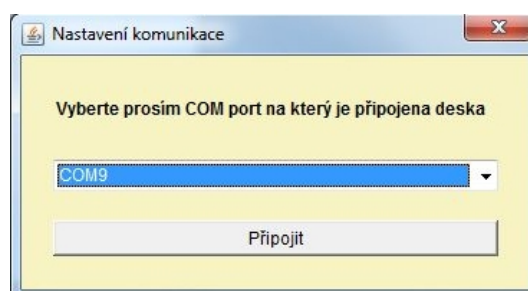 Nastavení komunikace
Vyberte prosím COM port na který je připojena deska
COM9
Připojit